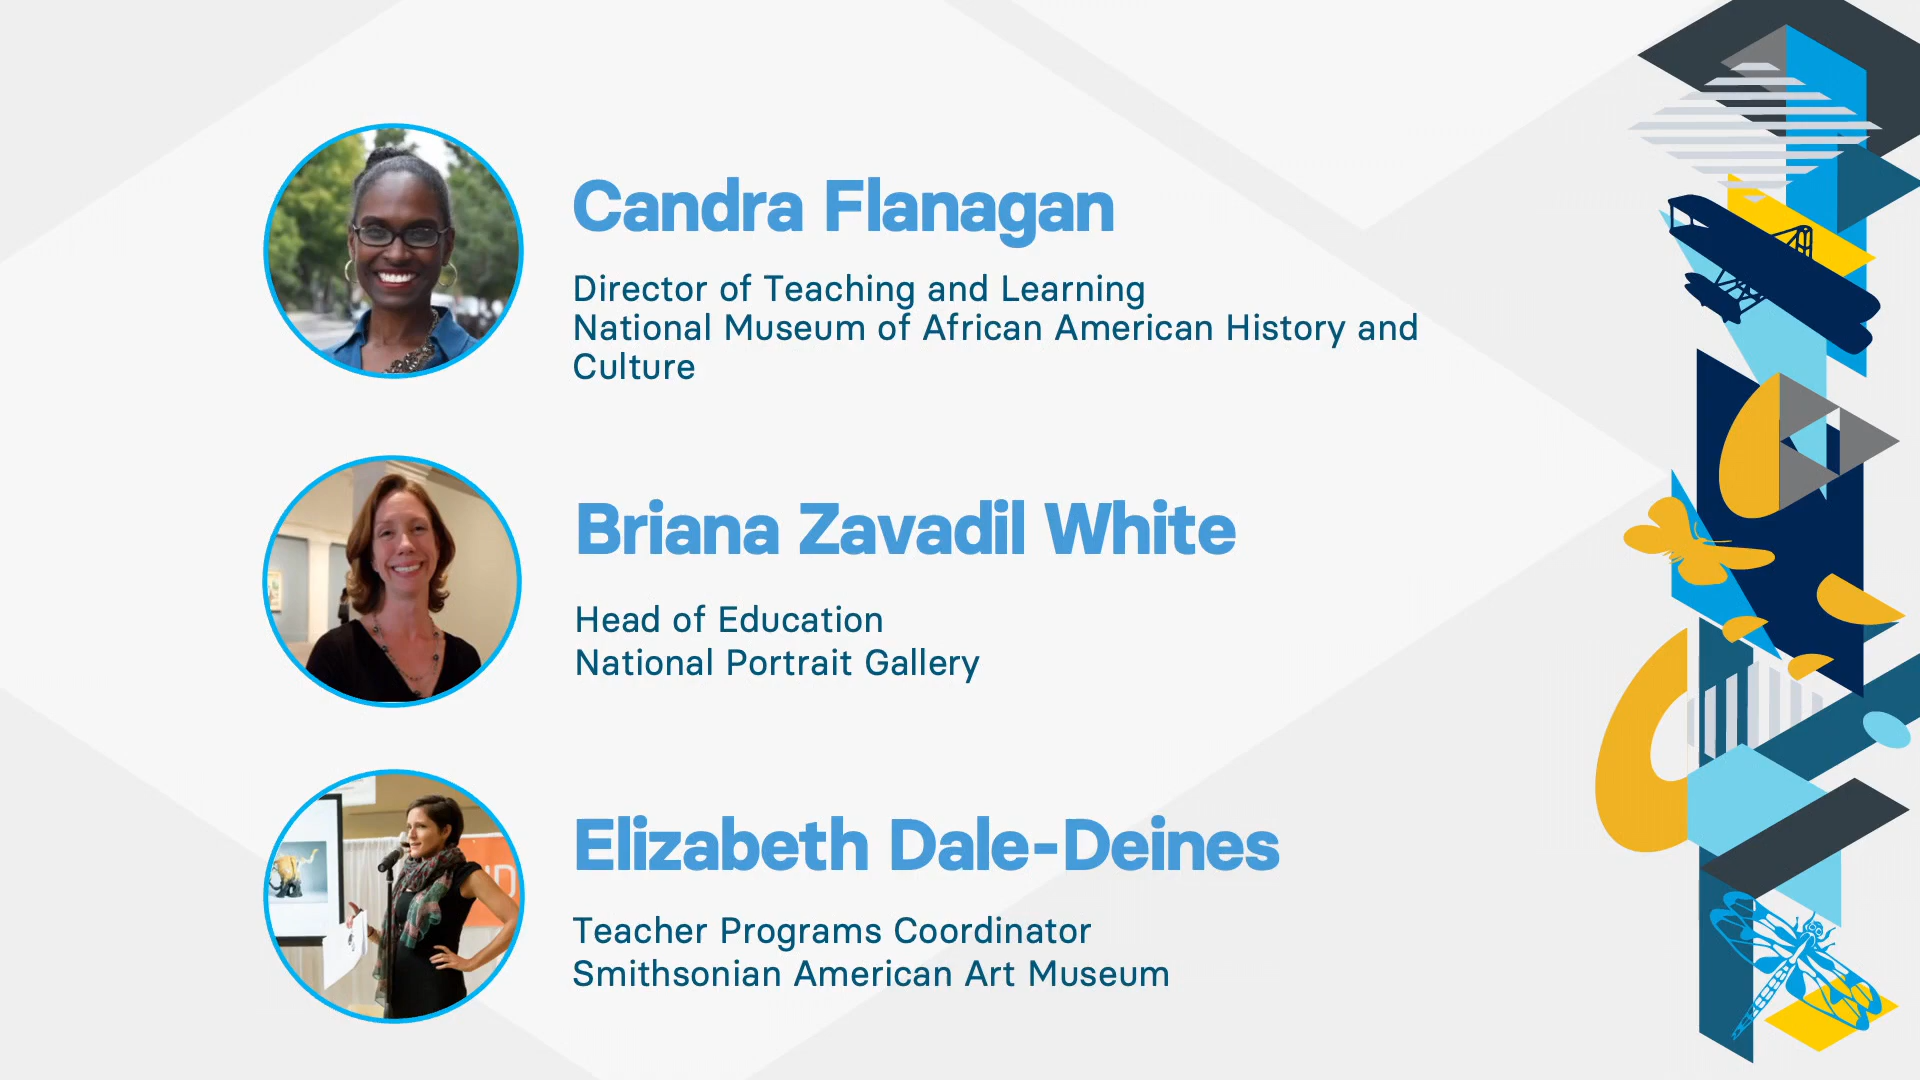 Candra Flanagan
Director of Teaching and Learning
National Museum of African American History and
Culture
Briana Zavadil White
Head of Education
National Portrait Gallery
Elizabeth Dale-Deines
Teacher Programs Coordinator
Smithsonian American Art Museum